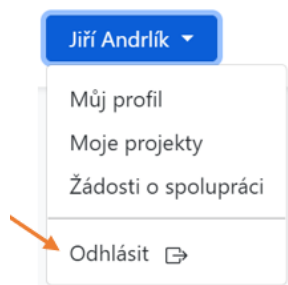 Jiří Andrlík
Můj profil
Moje projekty
Žádosti o spolupráci
Odhlásit